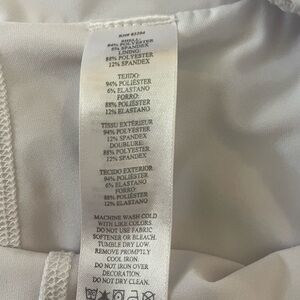 RN# 85204
SHELL:
94% POLYESTER
6% SPANDEX
LINING:
88% POLYESTER
12% SPANDEX
TEJIDO:
94% POLIÉSTER
6% ELASTANO
FORRO:
88% POLIÉSTER
12% ELASTANO
TISSU EXTÉRIEUR
94% POLYESTER
6% SPANDEX
DOUBLURE:
88% POLYESTER
12% SPANDEX
TECIDO EXTERIOR
94% POLIÉSTER
6% ELASTANO
FORRO:
88% POLIÉSTER
12% ELASTANO
MACHINE WASH COLD
WITH LIKE COLORS.
DO NOT USE FABRIC
SOFTENER OR BLEACH.
TUMBLE DRY LOW.
REMOVE PROMPTLY
COOL IRON.
DO NOT IRON OVER
DECORATION.
DO NOT DRY CLEAN.